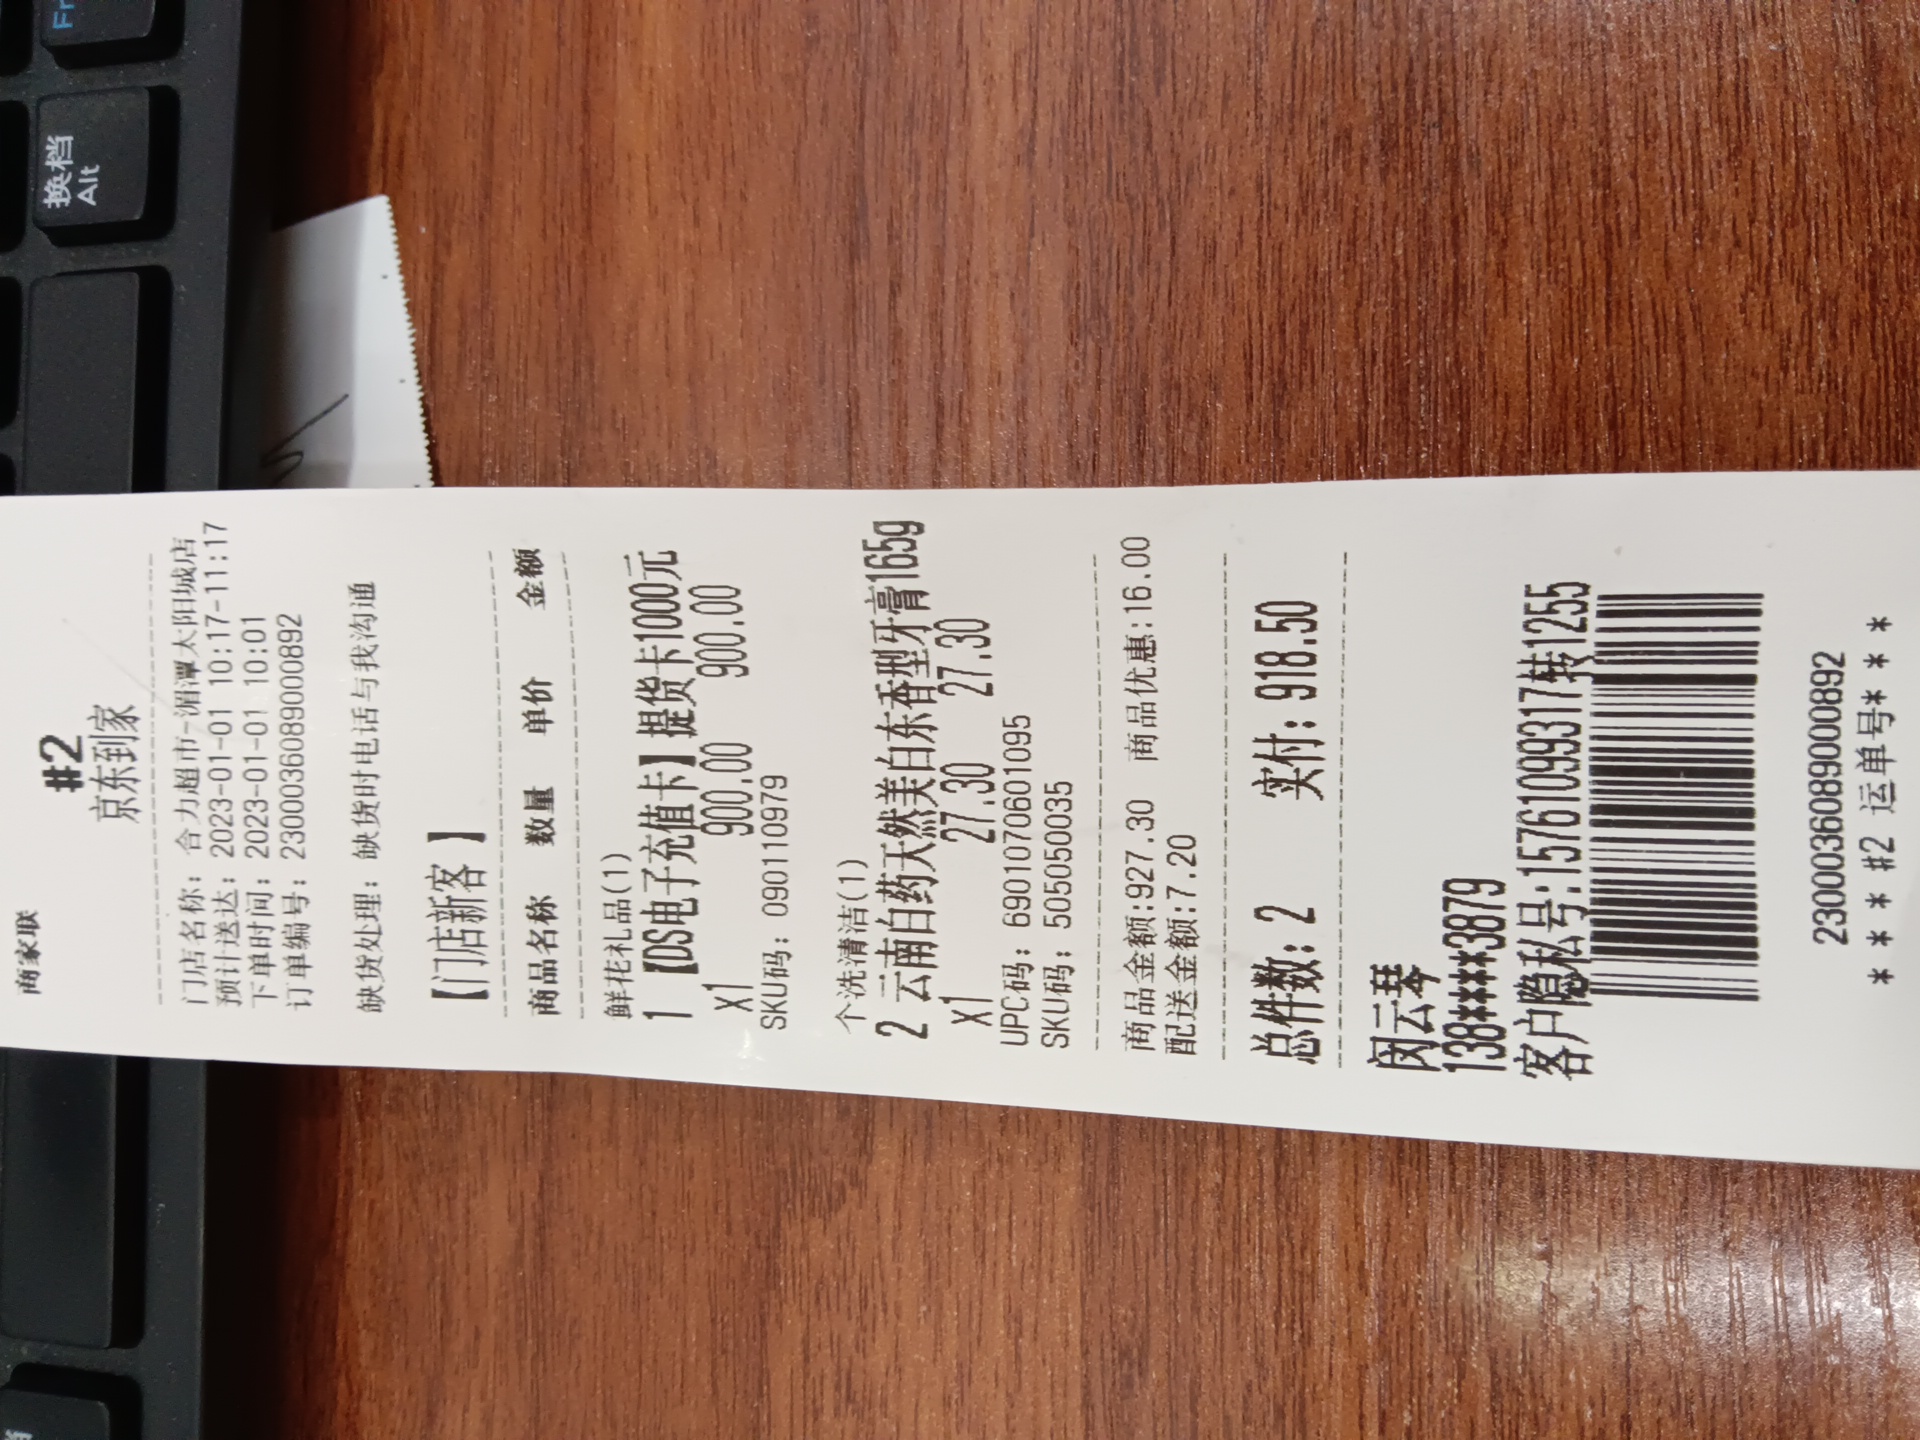 商家联
#2
京东到家
门店名称: 合力超市-湄潭太阳城店
预计送达: 2023-01-01 10:17-11:17
下单时间: 2023-01-01 10:01
订单编号: 2300036089000892
缺货处理: 缺货时电话与我沟通
【门店新客 】
商品名称 数量 单价 金额
鲜花礼品(1)
1 【DS电子充值卡】提货卡1000元
x1 900.00 900.00
SKU码: 090110979
个洗清洁(1)
2 云南白药天然美白东香型牙膏165g
x1 27.30 27.30
UPC码: 6901070601095
SKU码: 505050035
商品金额:927.30 商品优惠:16.00
配送金额:7.20
总件数: 2 实付: 918.50
闵云琴
138****3879
客户隐私号:15761099317转1255
2300036089000892
* * * * #2 运单号* * * *
换档
Alt